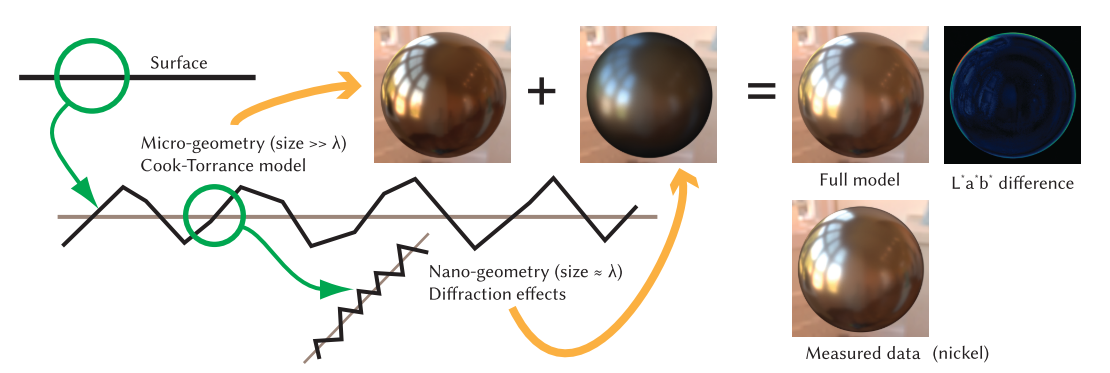 Surface
Micro-geometry (size >> λ)
Cook-Torrance model
+
=
Full model
L*a*b* difference
Nano-geometry (size ≈ λ)
Diffraction effects
Measured data (nickel)